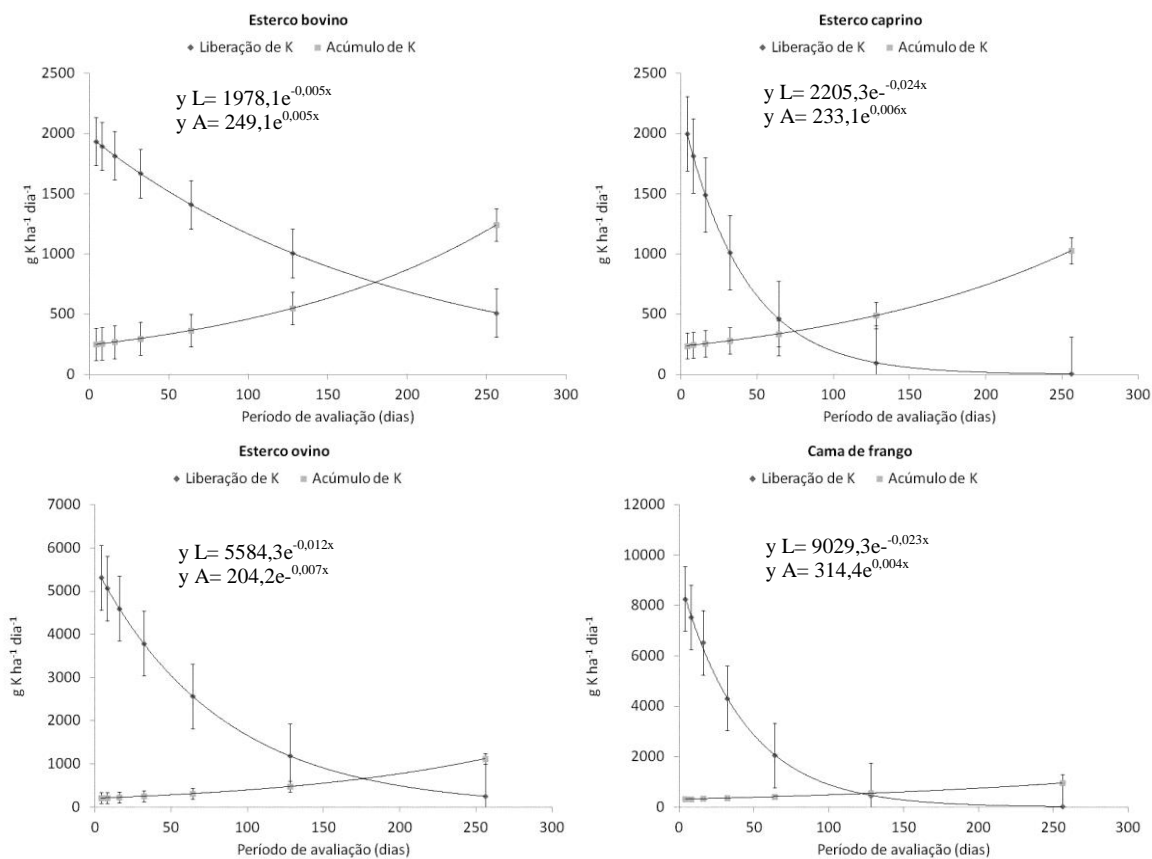 Esterco bovino
Liberação de K Acúmulo de K
y L= 1978,1e-0,005x
y A= 249,1e0,005x
2500
2000
1500
1000
500
0
g K ha-1 dia-1
0 50 100 150 200 250 300
Período de avaliação (dias)
Esterco caprino
Liberação de K Acúmulo de K
y L= 2205,3e--0,024x
y A= 233,1e0,006x
2500
2000
1500
1000
500
0
g K ha-1 dia-1
0 50 100 150 200 250 300
Período de avaliação (dias)
Esterco ovino
Liberação de K Acúmulo de K
y L= 5584,3e-0,012x
y A= 204,2e-0,007x
7000
6000
5000
4000
3000
2000
1000
0
g K ha-1 dia-1
0 50 100 150 200 250 300
Período de avaliação (dias)
Cama de frango
Liberação de K Acúmulo de K
y L= 9029,3e--0,023x
y A= 314,4e0,004x
12000
10000
8000
6000
4000
2000
0
g K ha-1 dia-1
0 50 100 150 200 250 300
Período de avaliação (dias)